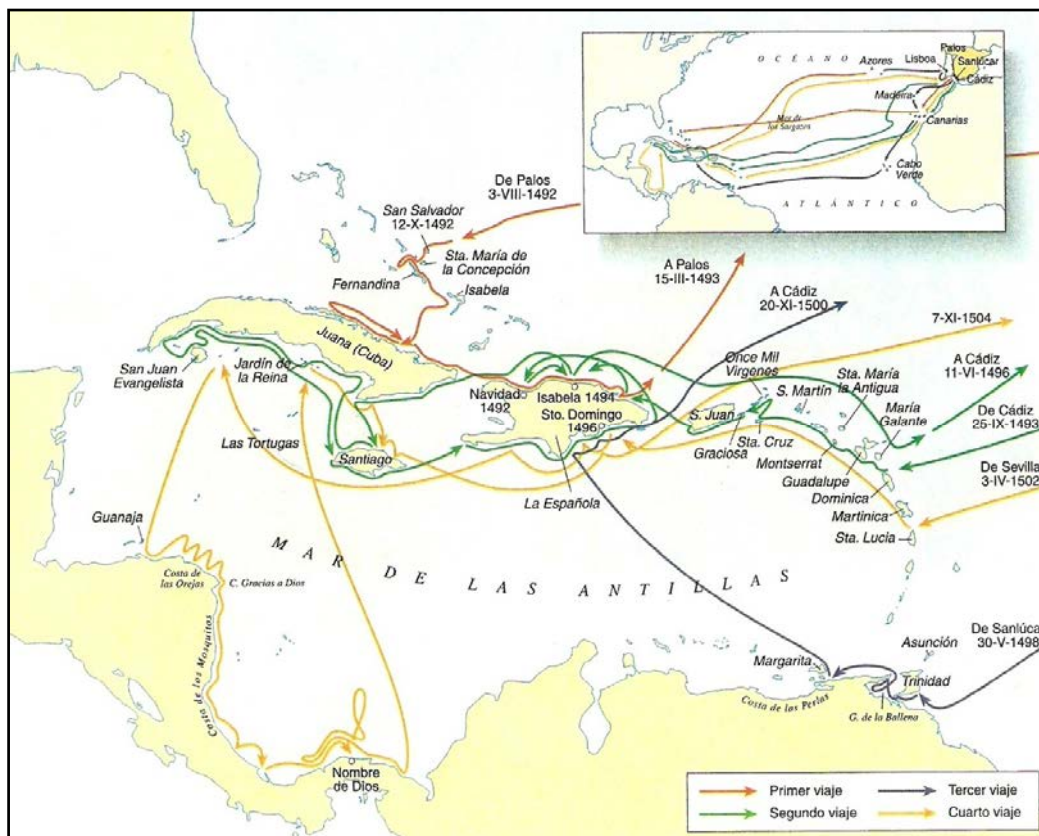 OCÉANO
Azores
Lisboa
Palos
Sanlúcar
Cádiz
Madeira
Mar de
los Sargazos
Canarias
Cabo
Verde
ATLÁNTICO
De Palos
3-VIII-1492
San Salvador
12-X-1492
Sta. María de
la Concepción
Fernandina
Isabela
A Palos
15-III-1493
A Cádiz
20-XI-1500
7-XI-1504
Juana (Cuba)
San Juan
Evangelista
Jardín de
la Reina
Once Mil
Vírgenes
S. Martín
Sta. María
la Antigua
A Cádiz
11-VI-1496
María
Galante
De Cádiz
25-IX-1493
Navidad
1492
Isabela 1494
Sto. Domingo
1496
S. Juan
Graciosa
Sta. Cruz
Montserrat
Guadalupe
Dominica
De Sevilla
3-IV-1502
Martinica
Sta. Lucía
Las Tortugas
Santiago
La Española
Guanaja
Costa de
las Orejas
C. Gracias a Dios
MAR DE LAS ANTILLAS
Costa de los Mosquitos
Asunción
De Sanlúca
30-V-1498
Margarita
Trinidad
Costa de las Perlas
G. de la Ballena
Nombre
de Dios
Primer viaje
Tercer viaje
Segundo viaje
Cuarto viaje